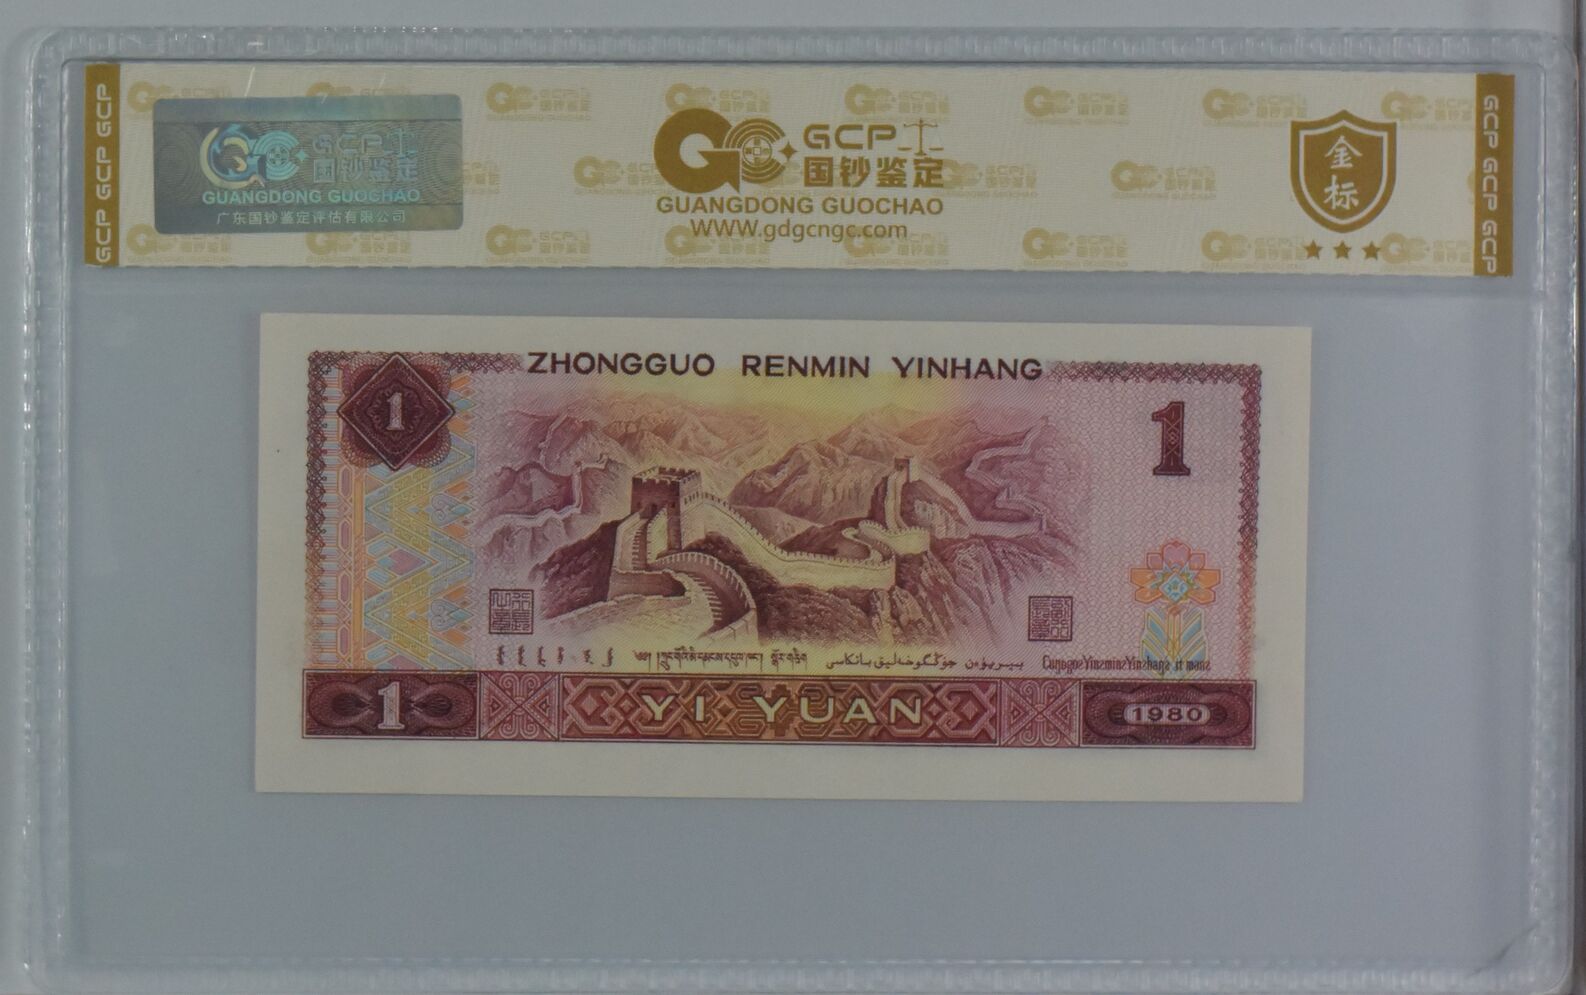 GCP GCP GCP
GCP
国钞鉴定
GUANGDONG GUOCHAO
广东国钞鉴定评估有限公司
GCP
国钞鉴定
GUANGDONG GUOCHAO
WWW.gdgcngc.com
金
标
GCP GCP GCP
ZHONGGUO RENMIN YINHANG
1
1
1
YI YUAN
1980